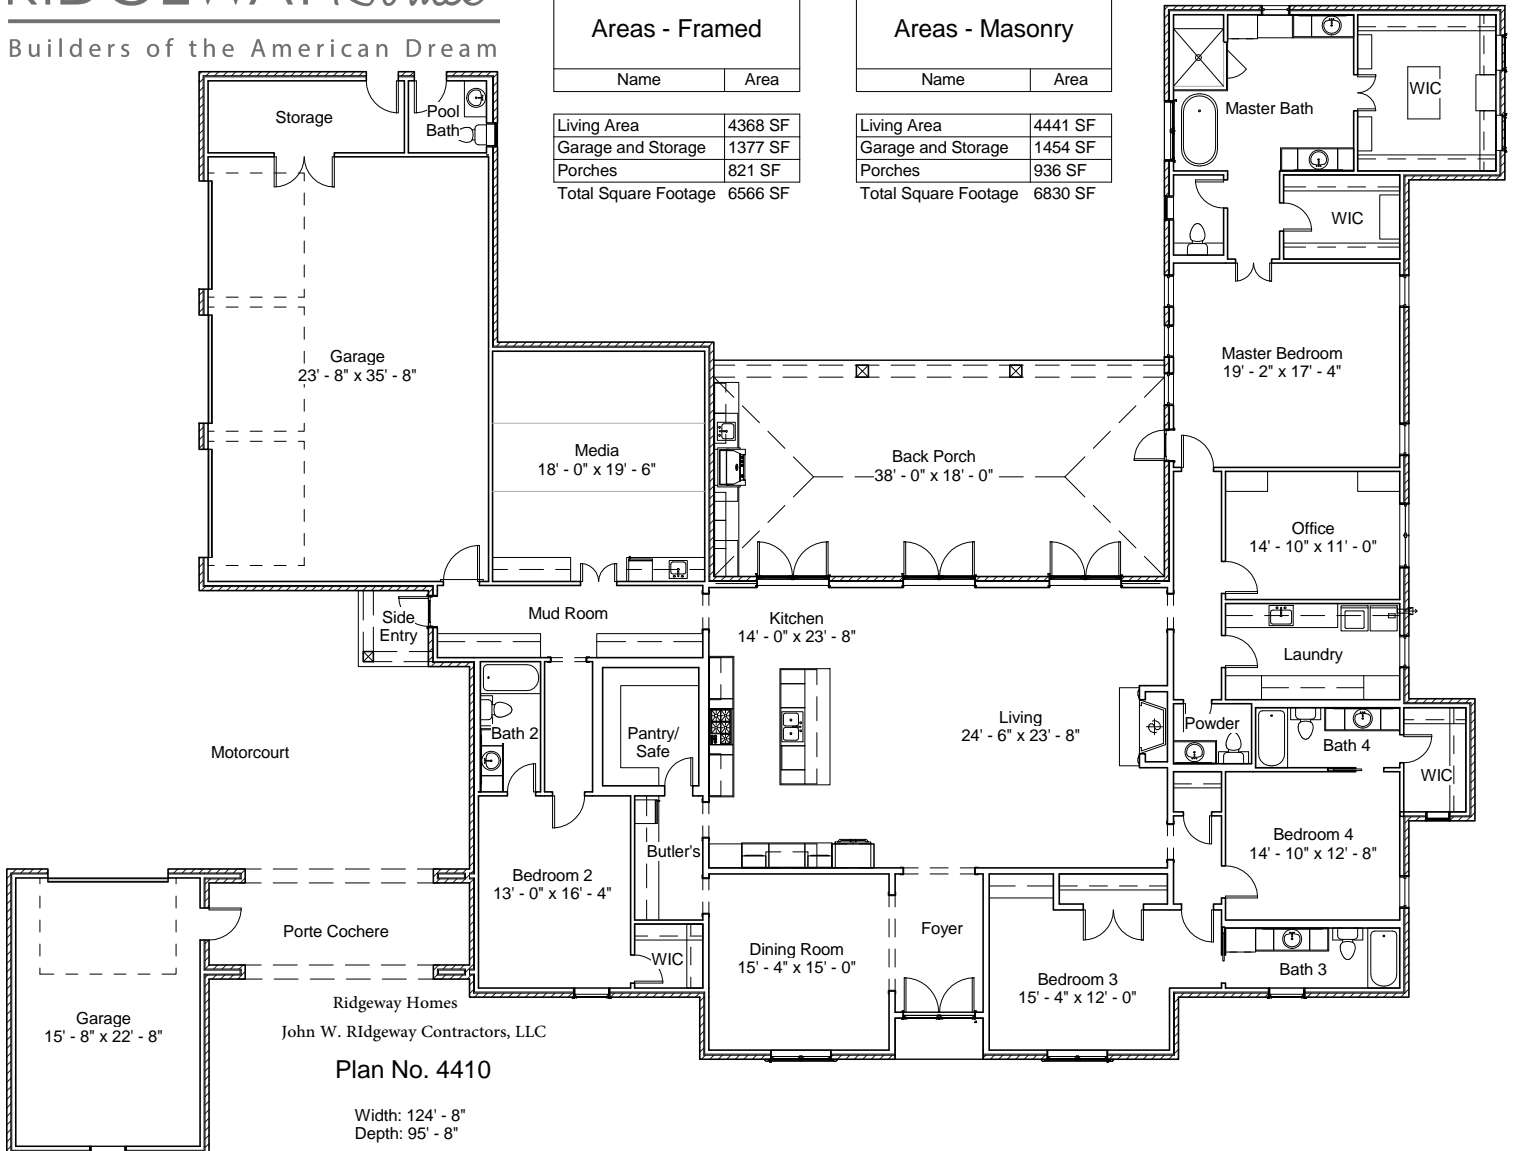 RIDGEWAY Homes
Builders of the American Dream
Areas - Framed
Name Area
Living Area 4368 SF
Garage and Storage 1377 SF
Porches 821 SF
Total Square Footage 6566 SF
Areas - Masonry
Name Area
Living Area 4441 SF
Garage and Storage 1454 SF
Porches 936 SF
Total Square Footage 6830 SF
Storage
Pool
Bath
Master Bath
WIC
WIC
Garage
23' - 8" x 35' - 8"
Master Bedroom
19' - 2" x 17' - 4"
Media
18' - 0" x 19' - 6"
Back Porch
38' - 0" x 18' - 0"
Office
14' - 10" x 11' - 0"
Side
Entry
Mud Room
Kitchen
14' - 0" x 23' - 8"
Laundry
Motorcourt
Bath 2
Pantry/
Safe
Living
24' - 6" x 23' - 8"
Powder
Bath 4
WIC
Bedroom 2
13' - 0" x 16' - 4"
Butler's
Bedroom 4
14' - 10" x 12' - 8"
Porte Cochere
Foyer
WIC
Dining Room
15' - 4" x 15' - 0"
Bedroom 3
15' - 4" x 12' - 0"
Bath 3
Garage
15' - 8" x 22' - 8"
Ridgeway Homes
John W. RIdgeway Contractors, LLC
Plan No. 4410
Width: 124' - 8"
Depth: 95' - 8"